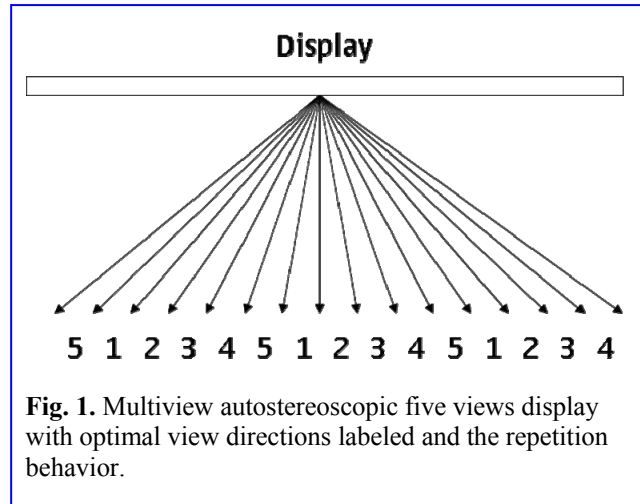 Display
5 1 2 3 4 5 1 2 3 4 5 1 2 3 4
Fig. 1. Multiview autostereoscopic five views display
with optimal view directions labeled and the repetition
behavior.